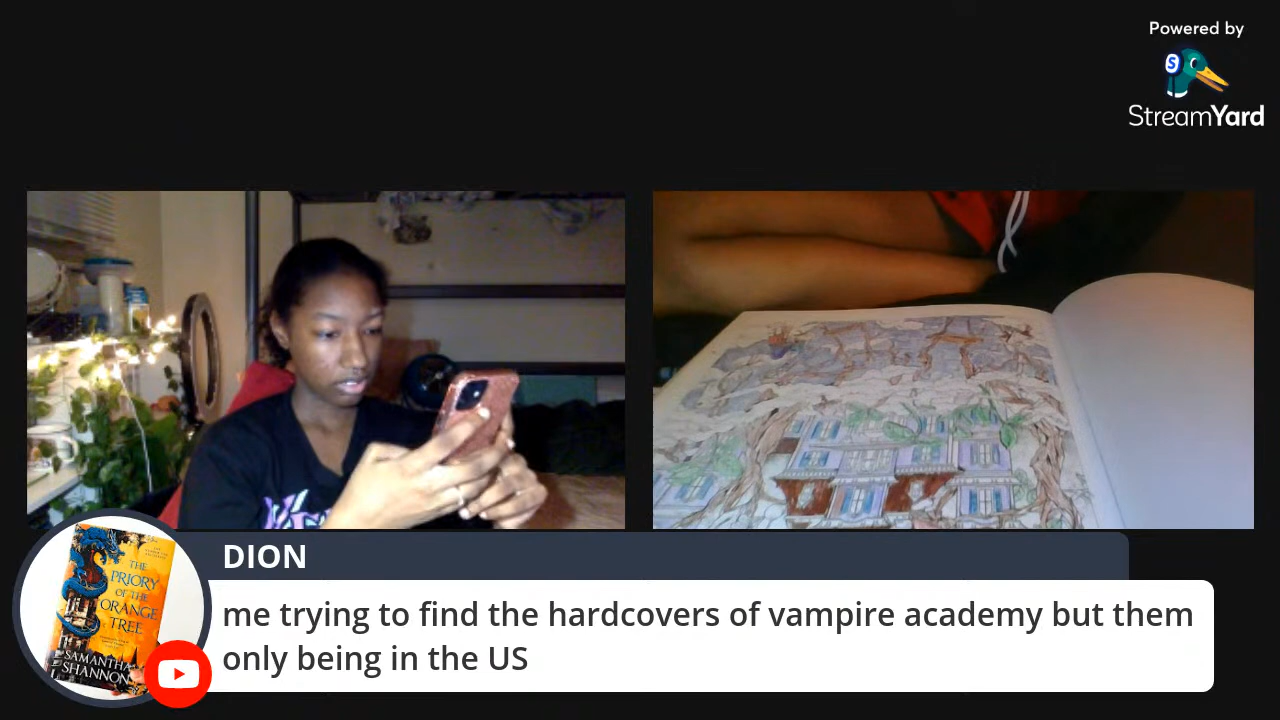 Powered by
StreamYard
DION
me trying to find the hardcovers of vampire academy but them
only being in the US
THE
PRIORY
OF THE
ORANGE
TREE
SAMANTHA
SHANNON